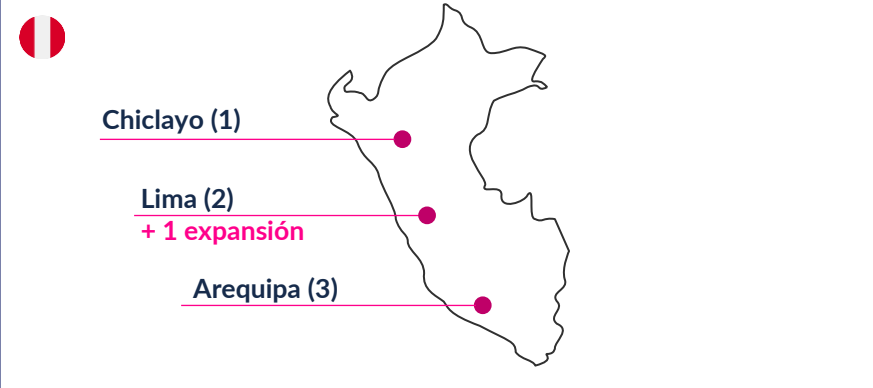 Chiclayo (1)
Lima (2)
+ 1 expansión
Arequipa (3)